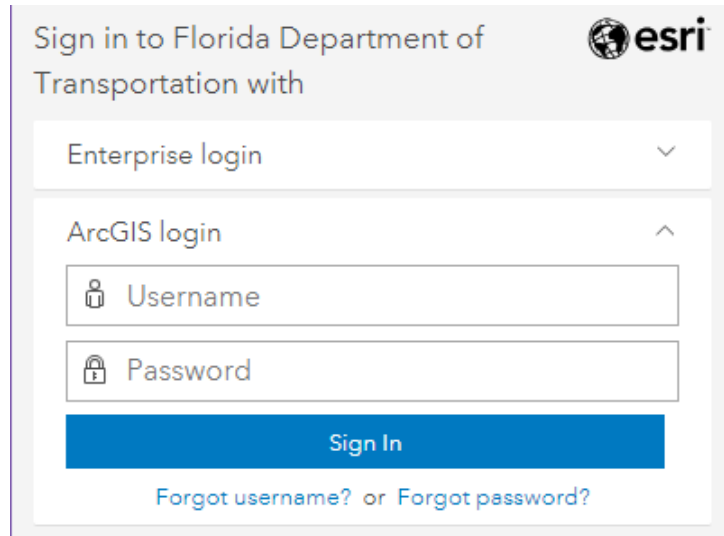 Sign in to Florida Department of
Transportation with
esri
Enterprise login
ArcGIS login
Username
Password
Sign In
Forgot username? or Forgot password?